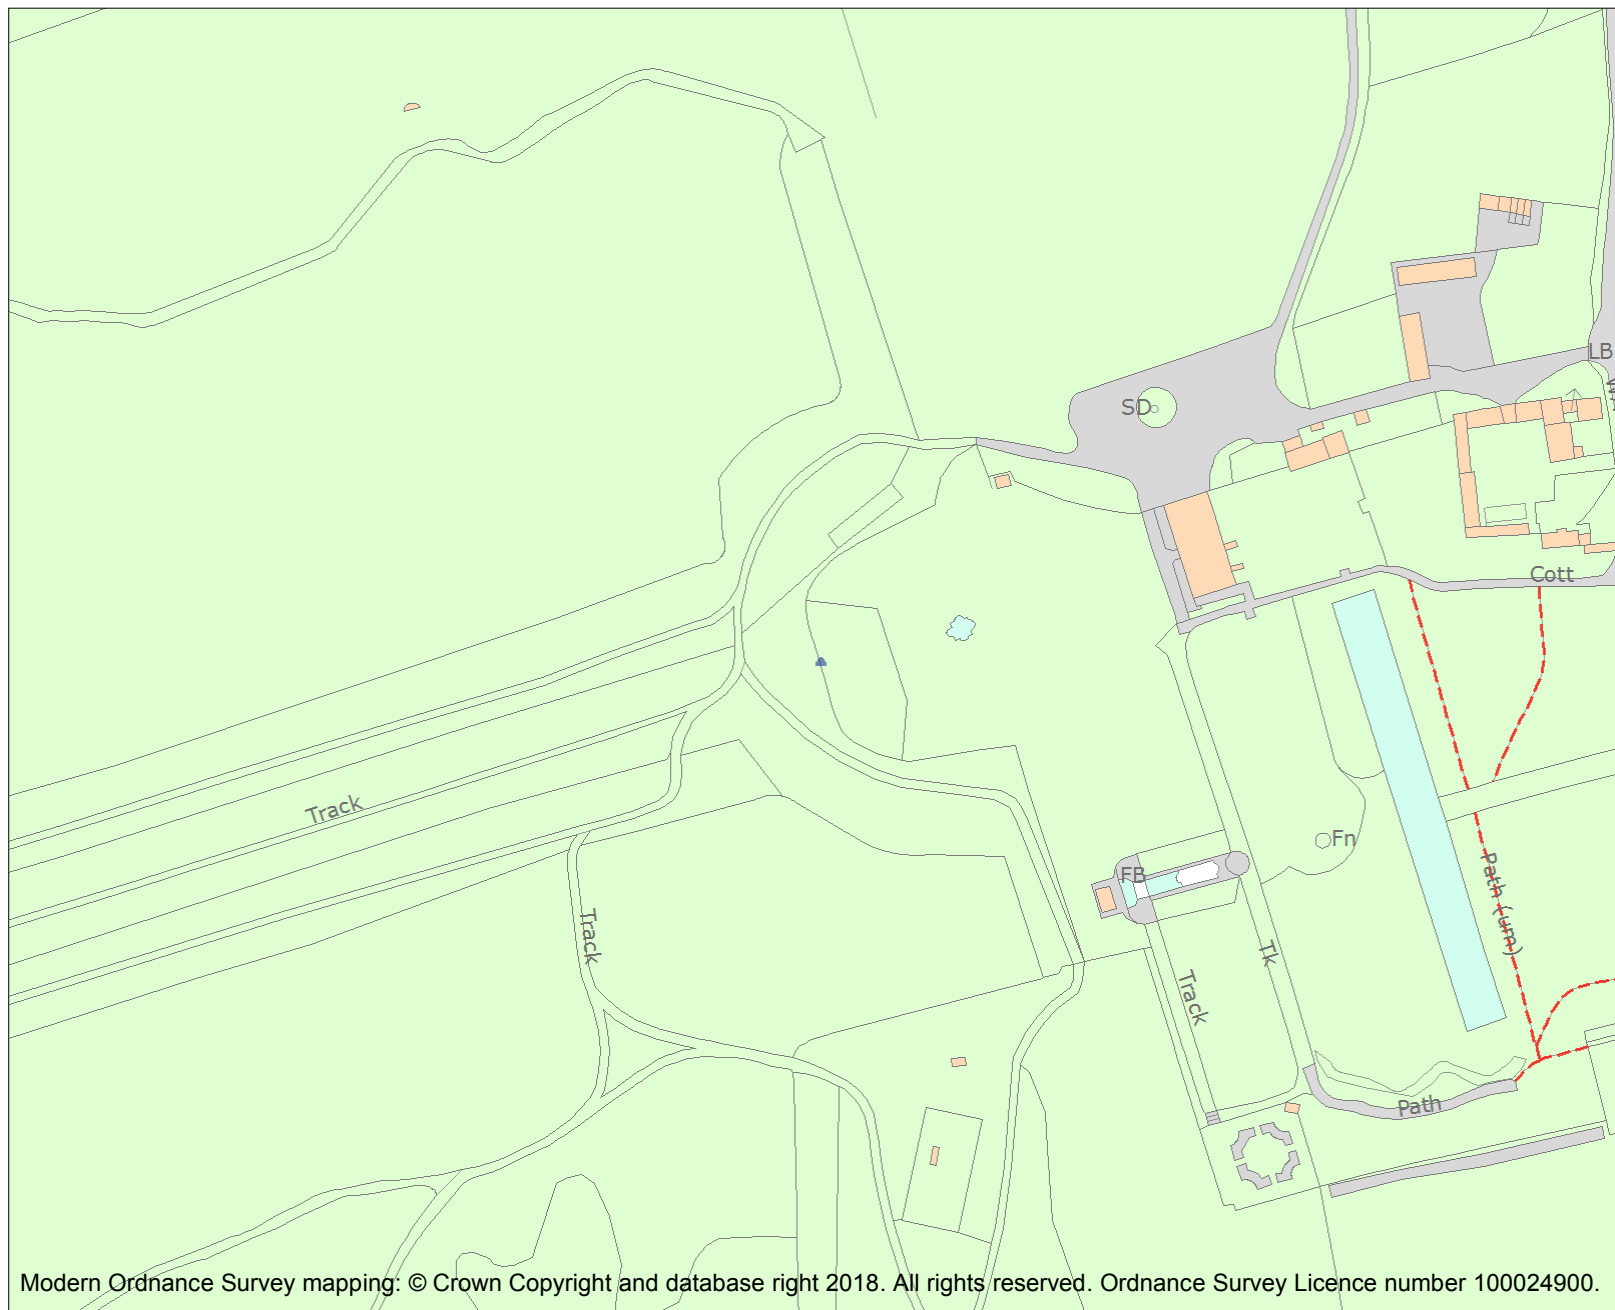 LB
SD
Cott
Track
Fn
FB
Path (um)
Track
Tk
Track
Path
Modern Ordnance Survey mapping: © Crown Copyright and database right 2018. All rights reserved. Ordnance Survey Licence number 100024900.